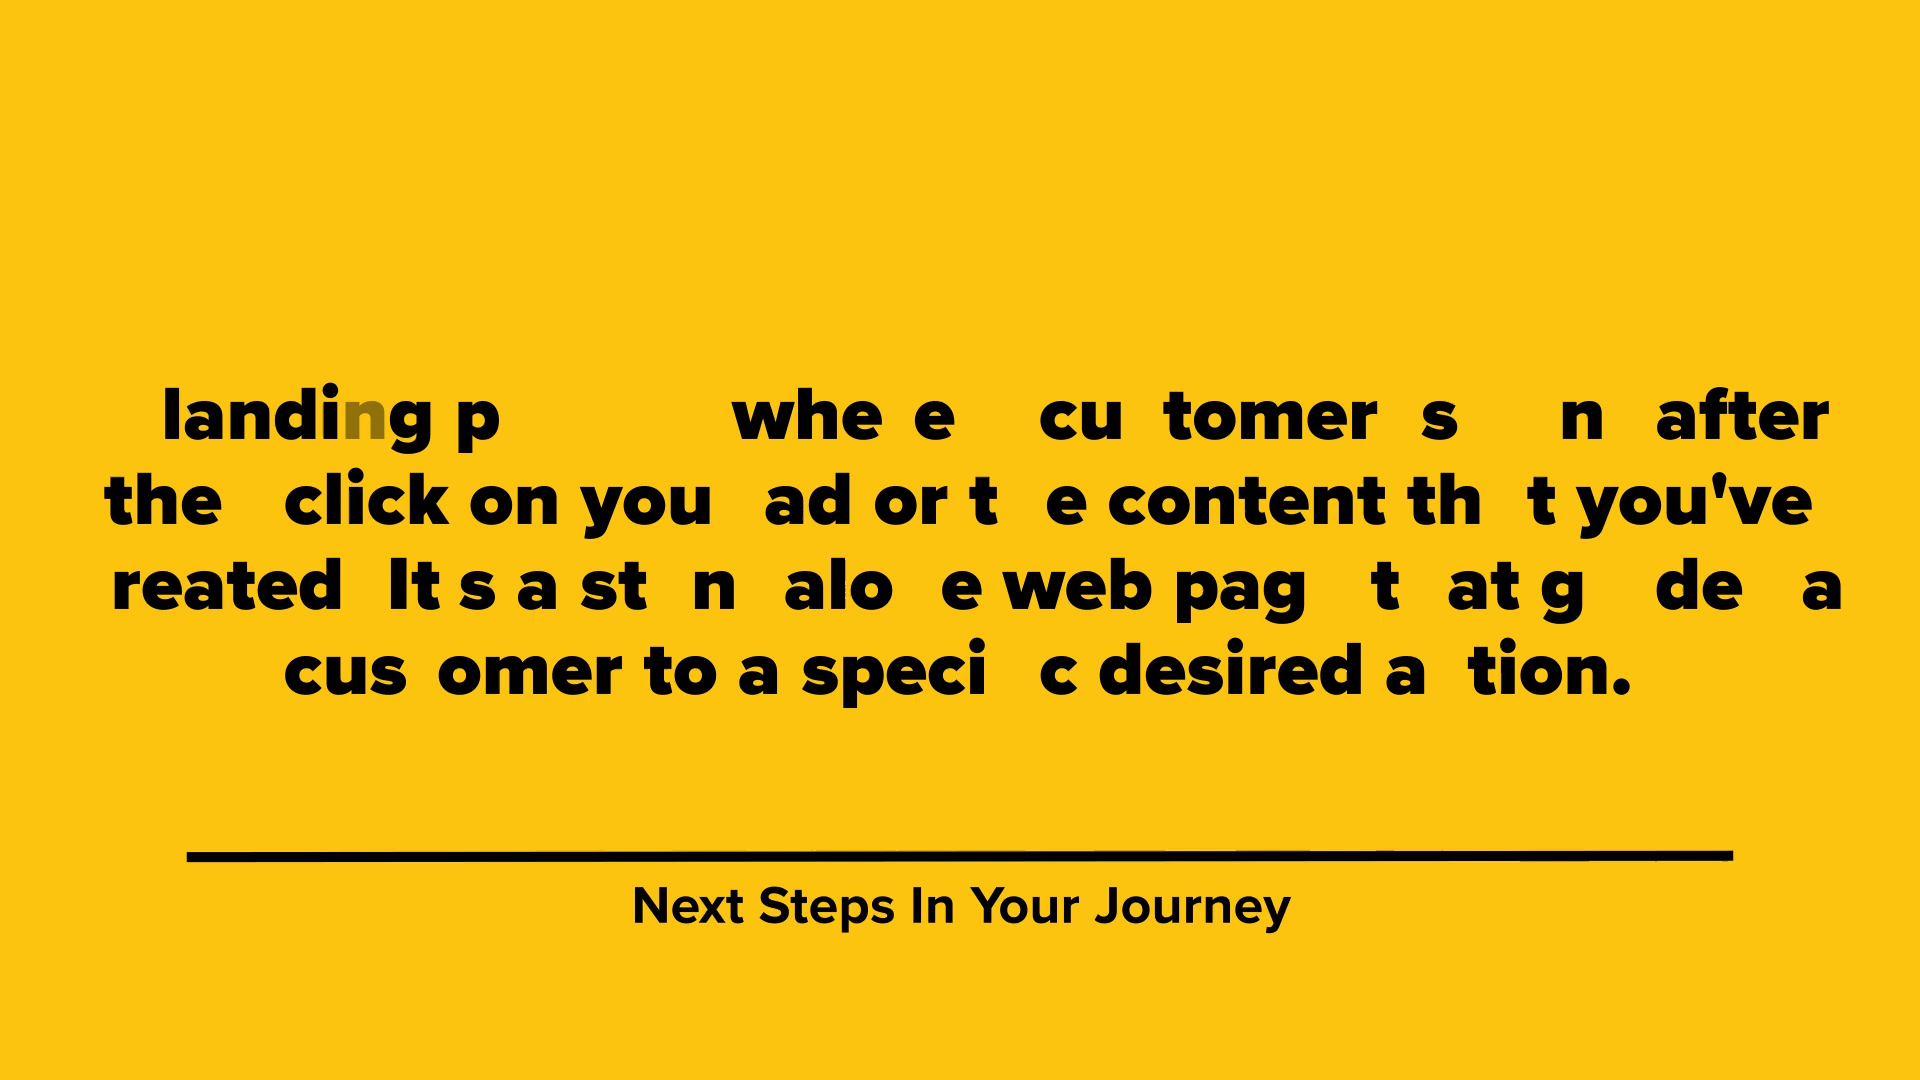 landing p whe e cu tomer s n after
the click on you ad or t e content th t you've
reated It s a st n alo e web pag t at g de a
cus omer to a speci c desired a tion.
Next Steps In Your Journey